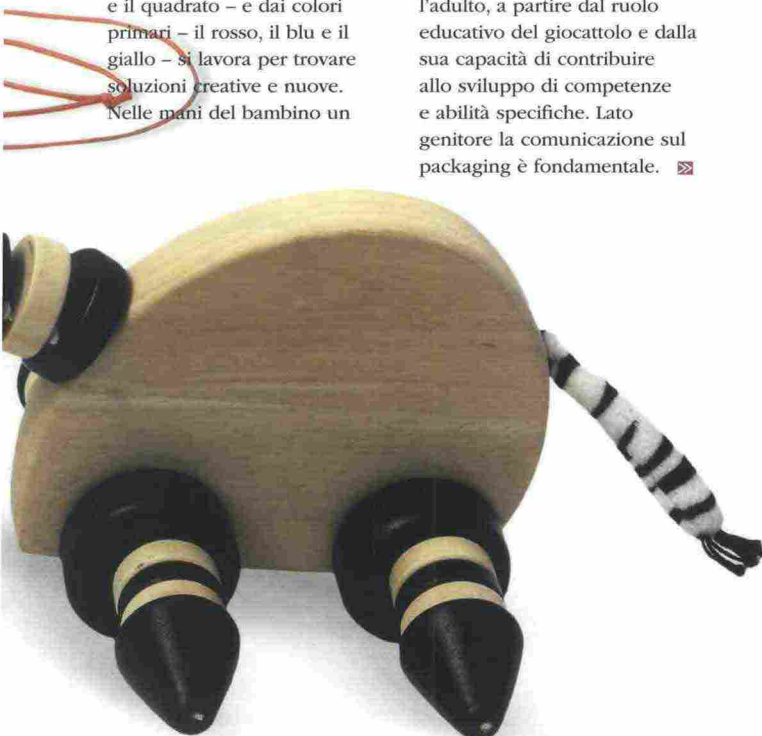 e il quadrato – e dai colori
primari – il rosso, il blu e il
giallo – si lavora per trovare
soluzioni creative e nuove.
Nelle mani del bambino un
l'adulto, a partire dal ruolo
educativo del giocattolo e dalla
sua capacità di contribuire
allo sviluppo di competenze
e abilità specifiche. Lato
genitore la comunicazione sul
packaging è fondamentale. »